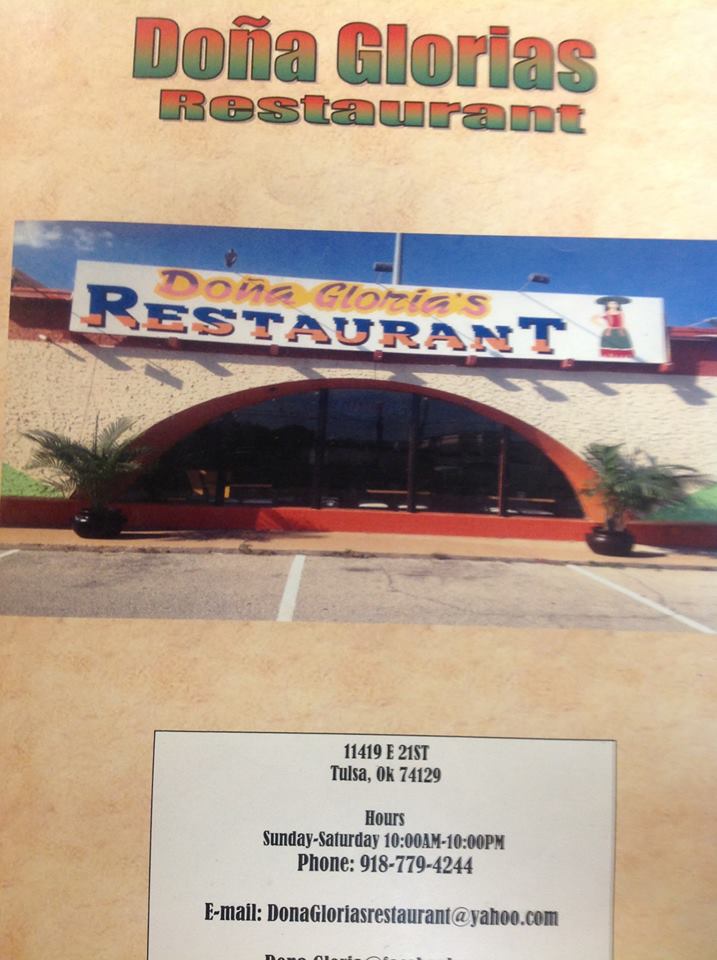 Doña Glorias
Restaurant
Doña Gloria's
RESTAURANT
11419 E 21ST
Tulsa, Ok 74129
Hours
Sunday-Saturday 10:00AM-10:00PM
Phone: 918-779-4244
E-mail: DonaGloriasrestaurant@yahoo.com